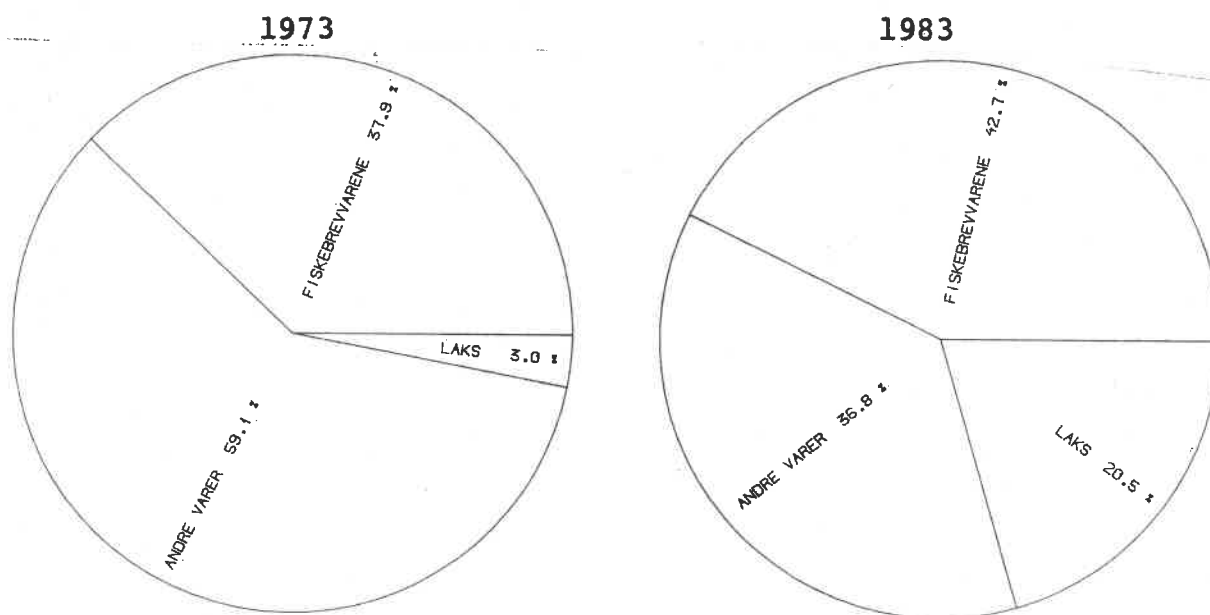 1973
FISKEBREVVARENE 37.9 %
LAKS 3.0 %
ANDRE VARER 59.1 %
1983
FISKEBREVVARENE 42.7 %
LAKS 20.5 %
ANDRE VARER 36.8 %